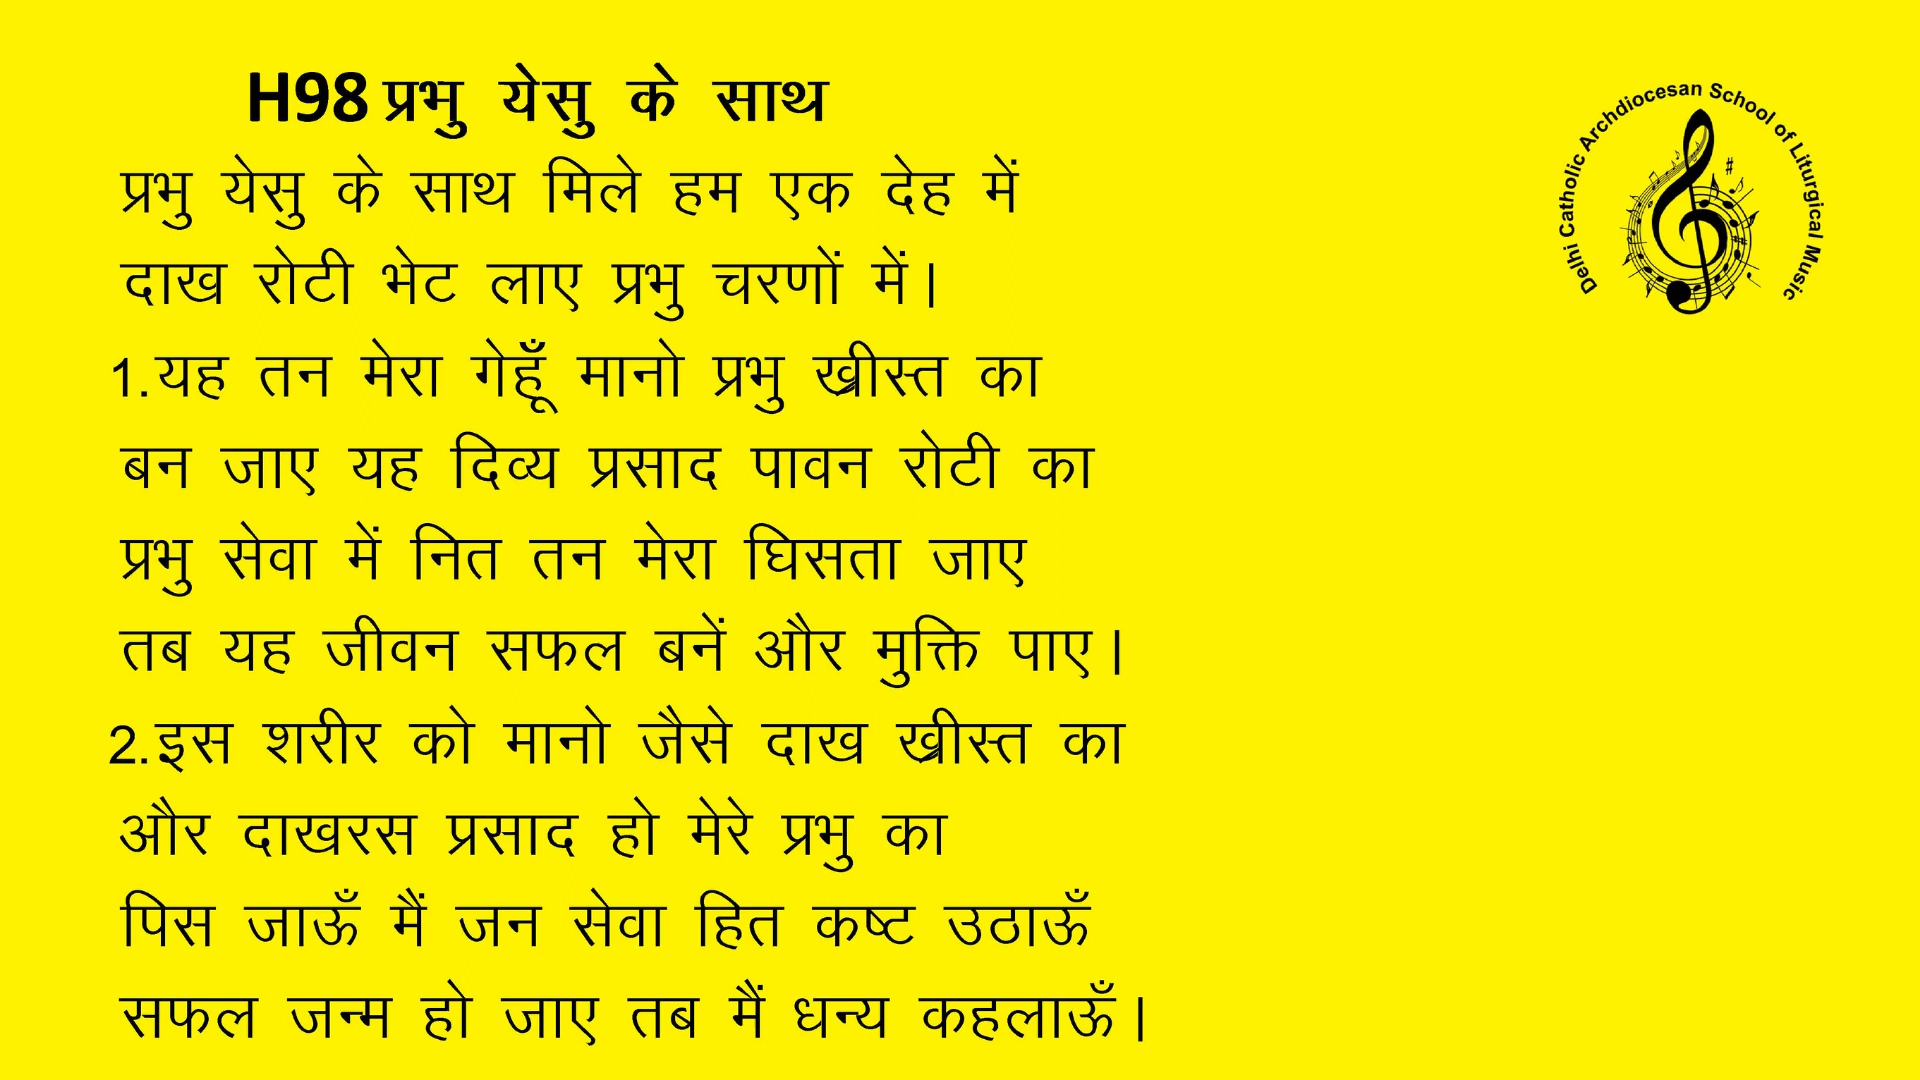 H98 प्रभु येसु के साथ
प्रभु येसु के साथ मिले हम एक देह में
दाख रोटी भेट लाए प्रभु चरणों में।
1.यह तन मेरा गेहूँ मानो प्रभु ख्रीस्त का
बन जाए यह दिव्य प्रसाद पावन रोटी का
प्रभु सेवा में नित तन मेरा घिसता जाए
तब यह जीवन सफल बनें और मुक्ति पाए।
2.इस शरीर को मानो जैसे दाख ख्रीस्त का
और दाखरस प्रसाद हो मेरे प्रभु का
पिस जाऊँ मैं जन सेवा हित कष्ट उठाऊँ
सफल जन्म हो जाए तब मैं धन्य कहलाऊँ।
Delhi Catholic Archdiocesan School of Liturgical Music